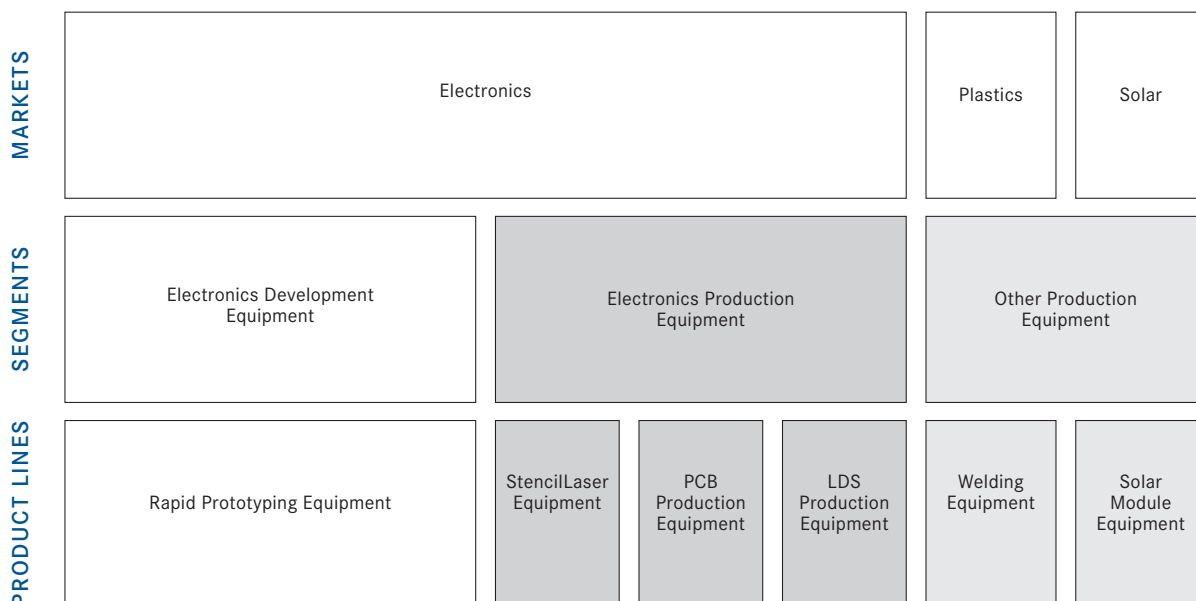 MARKETS
Electronics
Plastics
Solar
SEGMENTS
Electronics Development
Equipment
Electronics Production
Equipment
Other Production
Equipment
PRODUCT LINES
Rapid Prototyping Equipment
StencilLaser
Equipment
PCB
Production
Equipment
LDS
Production
Equipment
Welding
Equipment
Solar
Module
Equipment